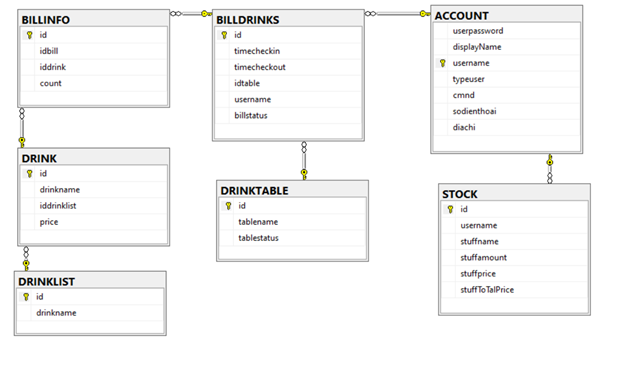 BILLINFO
id
idbill
iddrink
count
BILLDRINKS
id
timecheckin
timecheckout
idtable
username
billstatus
ACCOUNT
userpassword
displayName
username
typeuser
cmnd
sodienthoai
diachi
DRINK
id
drinkname
iddrinklist
price
DRINKTABLE
id
tablename
tablestatus
STOCK
id
username
stuffname
stuffamount
stuffprice
stuffToTalPrice
DRINKLIST
id
drinkname